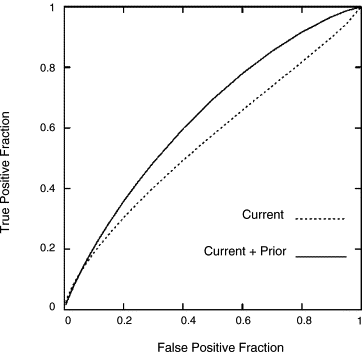 1
0.8
0.6
0.4
0.2
0
True Positive Fraction
Current
Current + Prior
0 0.2 0.4 0.6 0.8 1
False Positive Fraction